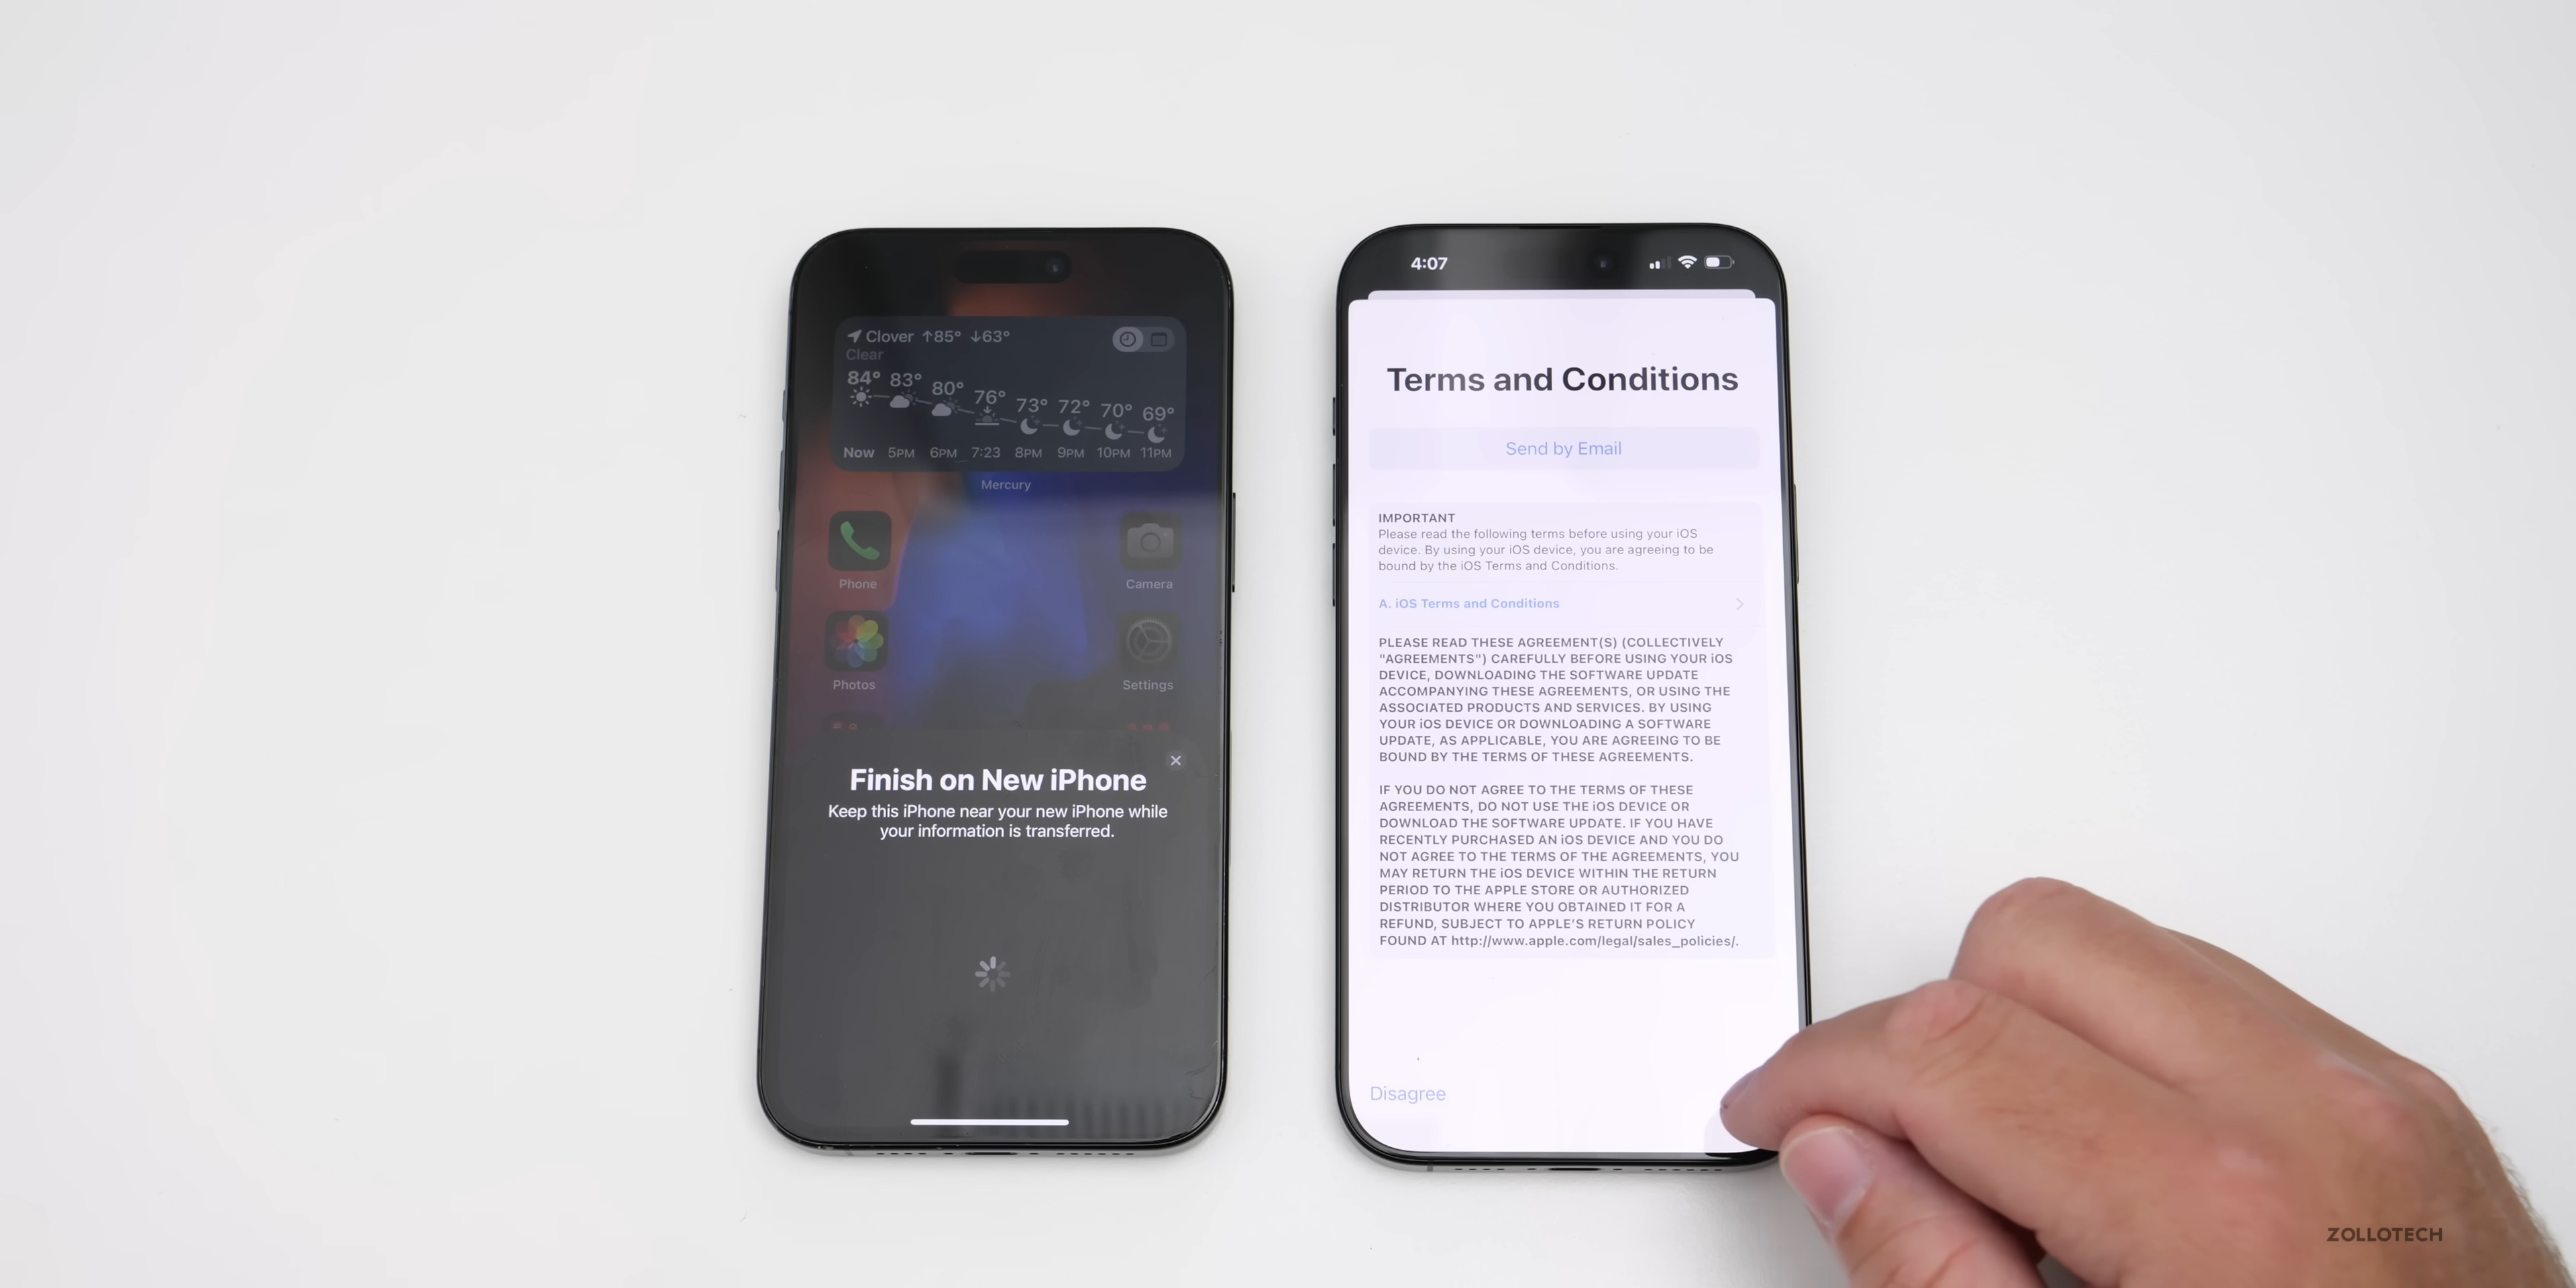 Clover ↑85° ↓63°
Clear
84° 83° 80° 76° 73° 72° 70° 69°
Now 5PM 6PM 7:23 8PM 9PM 10PM 11PM
Mercury
Phone
Camera
Photos
Settings
Finish on New iPhone
Keep this iPhone near your new iPhone while
your information is transferred.
4:07
Terms and Conditions
Send by Email
IMPORTANT
Please read the following terms before using your iOS
device. By using your iOS device, you are agreeing to be
bound by the iOS Terms and Conditions.
A. iOS Terms and Conditions
PLEASE READ THESE AGREEMENT(S) (COLLECTIVELY
"AGREEMENTS") CAREFULLY BEFORE USING YOUR iOS
DEVICE, DOWNLOADING THE SOFTWARE UPDATE
ACCOMPANYING THESE AGREEMENTS, OR USING THE
ASSOCIATED PRODUCTS AND SERVICES. BY USING
YOUR iOS DEVICE OR DOWNLOADING A SOFTWARE
UPDATE, AS APPLICABLE, YOU ARE AGREEING TO BE
BOUND BY THE TERMS OF THESE AGREEMENTS.
IF YOU DO NOT AGREE TO THE TERMS OF THESE
AGREEMENTS, DO NOT USE THE iOS DEVICE OR
DOWNLOAD THE SOFTWARE UPDATE. IF YOU HAVE
RECENTLY PURCHASED AN iOS DEVICE AND YOU DO
NOT AGREE TO THE TERMS OF THE AGREEMENTS, YOU
MAY RETURN THE iOS DEVICE WITHIN THE RETURN
PERIOD TO THE APPLE STORE OR AUTHORIZED
DISTRIBUTOR WHERE YOU OBTAINED IT FOR A
REFUND, SUBJECT TO APPLE'S RETURN POLICY
FOUND AT http://www.apple.com/legal/sales_policies/.
Disagree
ZOLLOTECH